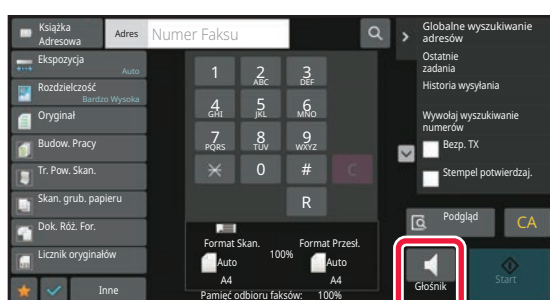 Książka
Adresowa
Adres
Numer Faksu
Globalne wyszukiwanie
adresów
Ekspozycja
Auto
Rozdzielczość
Bardzo Wysoka
Oryginał
Budow. Pracy
Tr. Pow. Skan.
Skan. grub. papieru
Dok. Róż. For.
Licznik oryginałów
Inne
1
2 ABC
3 DEF
4 GHI
5 JKL
6 MNO
7 PQRS
8 TUV
9 WXYZ
0
#
C
R
Format Skan.
100%
Format Przesł.
Auto
Auto
A4
A4
Pamięć odbioru faksów: 100%
Ostatnie
zadania
Historia wysyłania
Wywołaj wyszukiwanie
numerów
Bezp. TX
Stempel potwierdzaj.
Podgląd
CA
Głośnik
Start